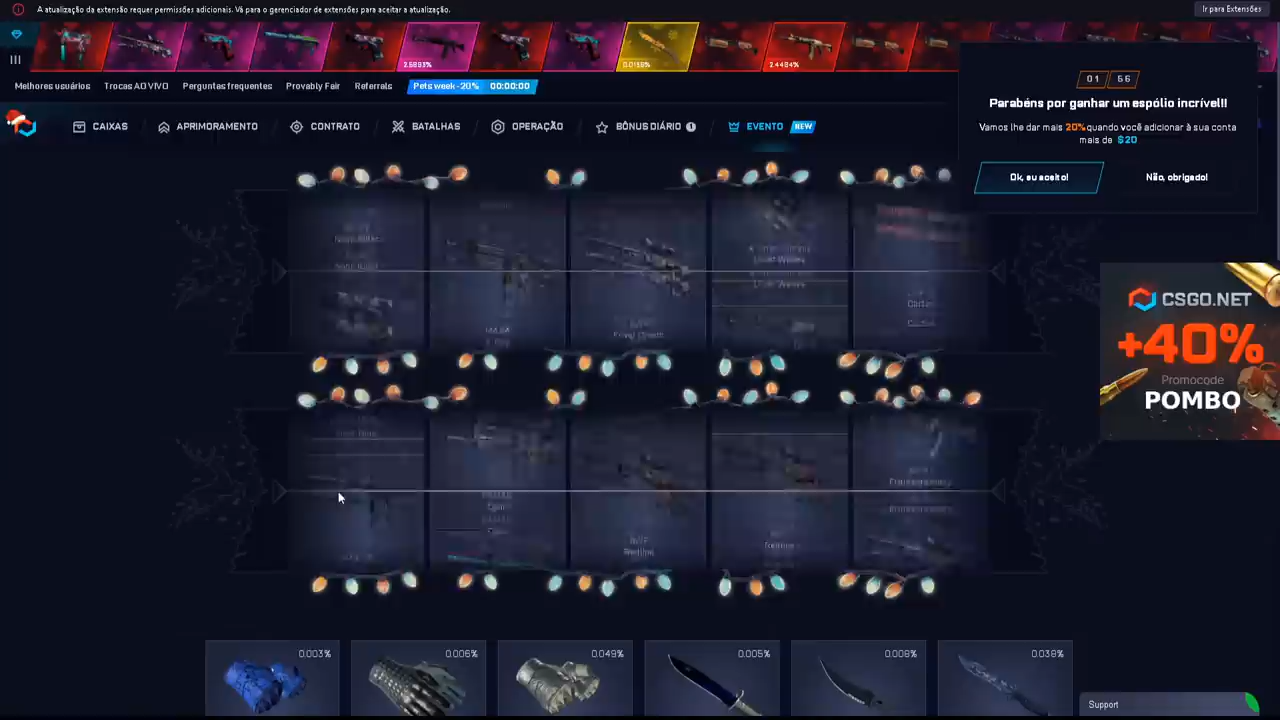 A atualização da extensão requer permissões adicionais. Vá para o gerenciador de extensões para aceitar a atualização.
Ir para Extensões
2.5893%
2.4494%
Melhores usuários
Trocas AO VIVO
Perguntas frequentes
Provably Fair
Referrals
Pets week -20% 00:00:00
01 56
Parabéns por ganhar um espólio incrível!!
Vamos lhe dar mais 20% quando você adicionar à sua conta
mais de $20
Ok, eu aceito!
Não, obrigado!
CAIXAS
APRIMORAMENTO
CONTRATO
BATALHAS
OPERAÇÃO
BÔNUS DIÁRIO
EVENTO NEW
CSGO.NET
+40%
Promocode
POMBO
0.003%
0.006%
0.049%
0.005%
0.008%
0.038%
Support